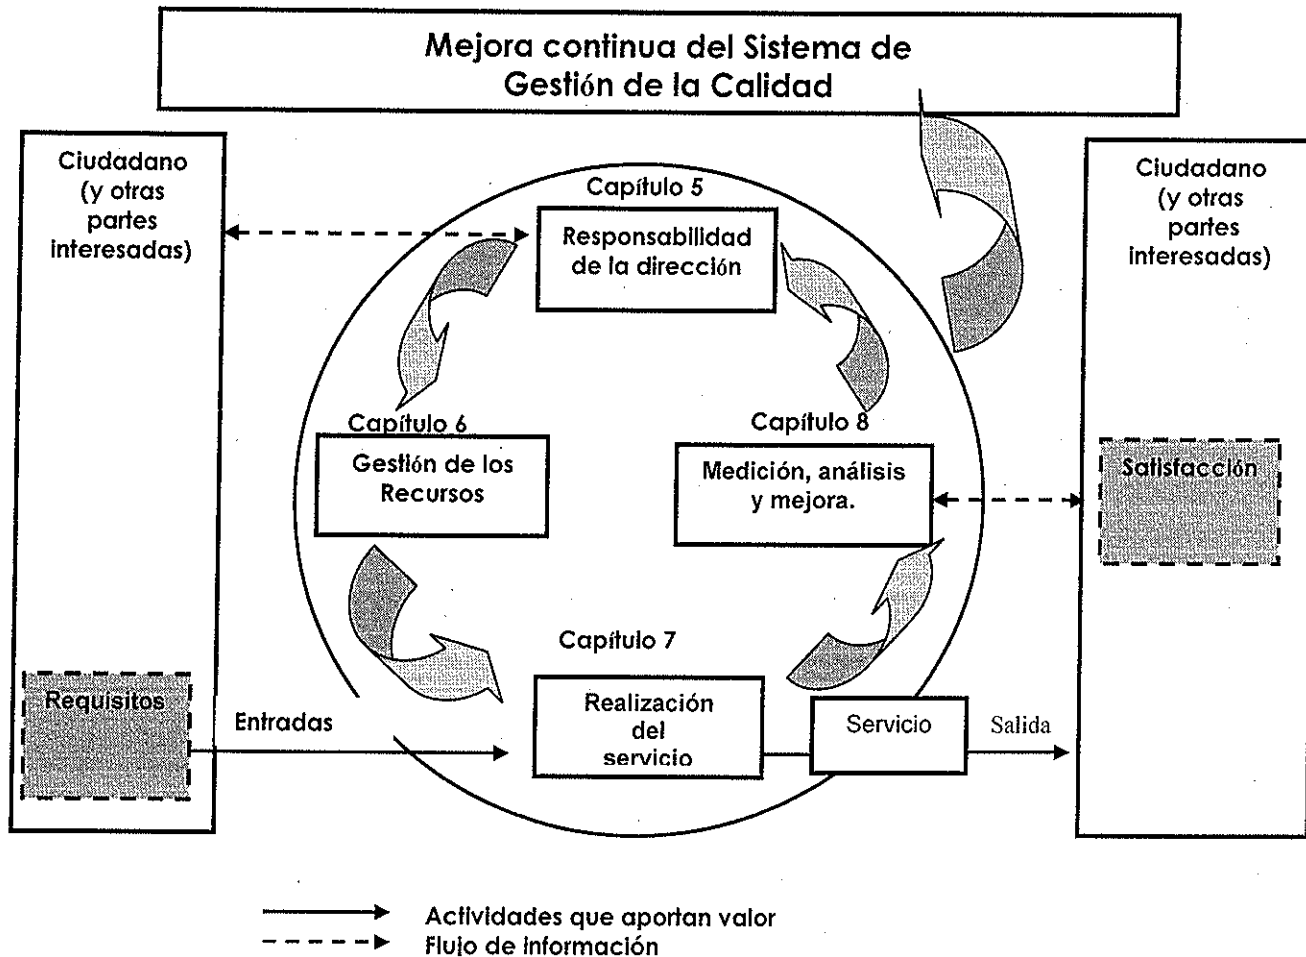 Mejora continua del Sistema de
Gestión de la Calidad
Ciudadano
(y otras
partes
interesadas)
Capítulo 5
Responsabilidad
de la dirección
Ciudadano
(y otras
partes
interesadas)
Capítulo 6
Gestión de los
Recursos
Capítulo 8
Medición, análisis
y mejora.
Satisfacción
Capítulo 7
Realización
del
servicio
Requisitos
Entradas
Servicio
Salida
Actividades que aportan valor
Flujo de información